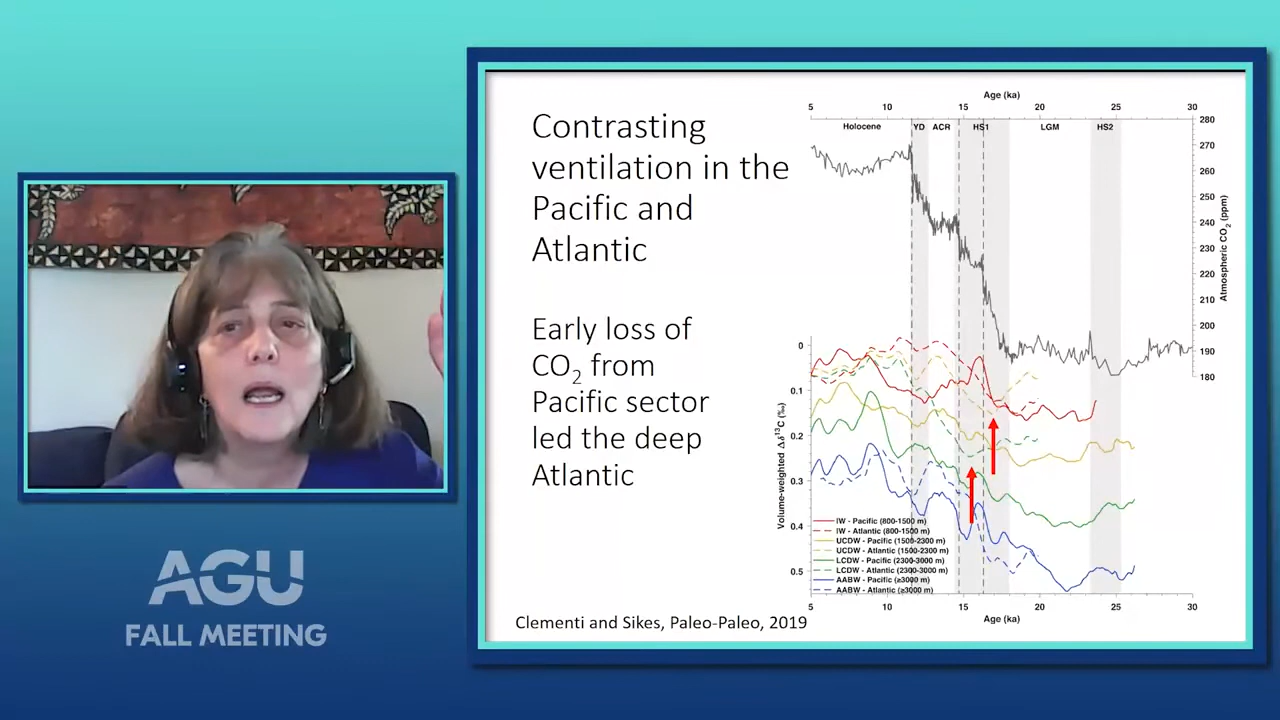 Contrasting
ventilation in the
Pacific and
Atlantic
Early loss of
CO₂ from
Pacific sector
led the deep
Atlantic
Clementi and Sikes, Paleo-Paleo, 2019
Age (ka)
5 10 15 20 25 30
Holocene YD ACR HS1 LGM HS2
280
270
260
250
240
230
220
210
200
190
180
Atmospheric CO₂ (ppm)
0
0.1
0.2
0.3
0.4
0.5
Volume-weighted Δδ¹³C (‰)
IW - Pacific (800-1500 m)
IW - Atlantic (800-1500 m)
UCDW - Pacific (1500-2300 m)
UCDW - Atlantic (1500-2300 m)
LCDW - Pacific (2300-3000 m)
LCDW - Atlantic (2300-3000 m)
AABW - Pacific (≥3000 m)
AABW - Atlantic (≥3000 m)
5 10 15 20 25 30
Age (ka)
AGU
FALL MEETING